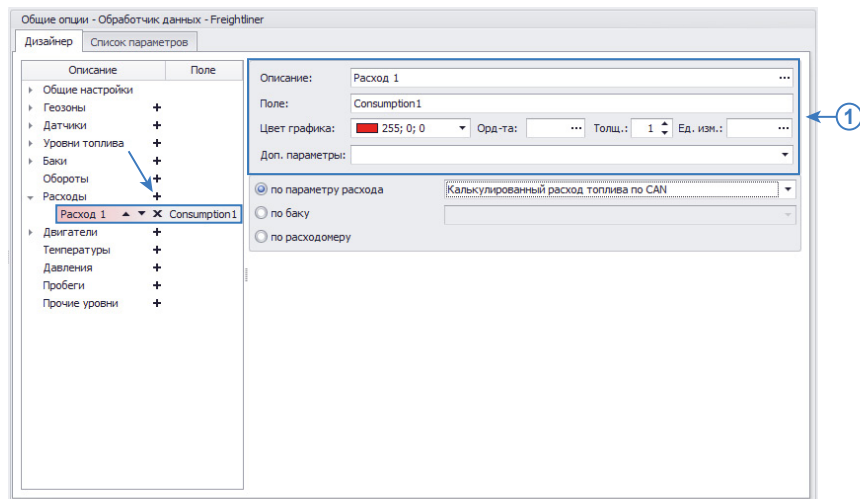 Общие опции - Обработчик данных - Freightliner
Дизайнер Список параметров
Описание Поле
Общие настройки
Геозоны +
Датчики +
Уровни топлива +
Баки +
Обороты +
Расходы +
Расход 1 Consumption1
Двигатели +
Температуры +
Давления +
Пробеги +
Прочие уровни +
Описание: Расход 1 ...
Поле: Consumption1
Цвет графика: 255; 0; 0 Орд-та: ... Толщ.: 1 Ед. изм.: ...
Доп. параметры:
по параметру расхода Калькулированный расход топлива по CAN
по баку
по расходомеру
1